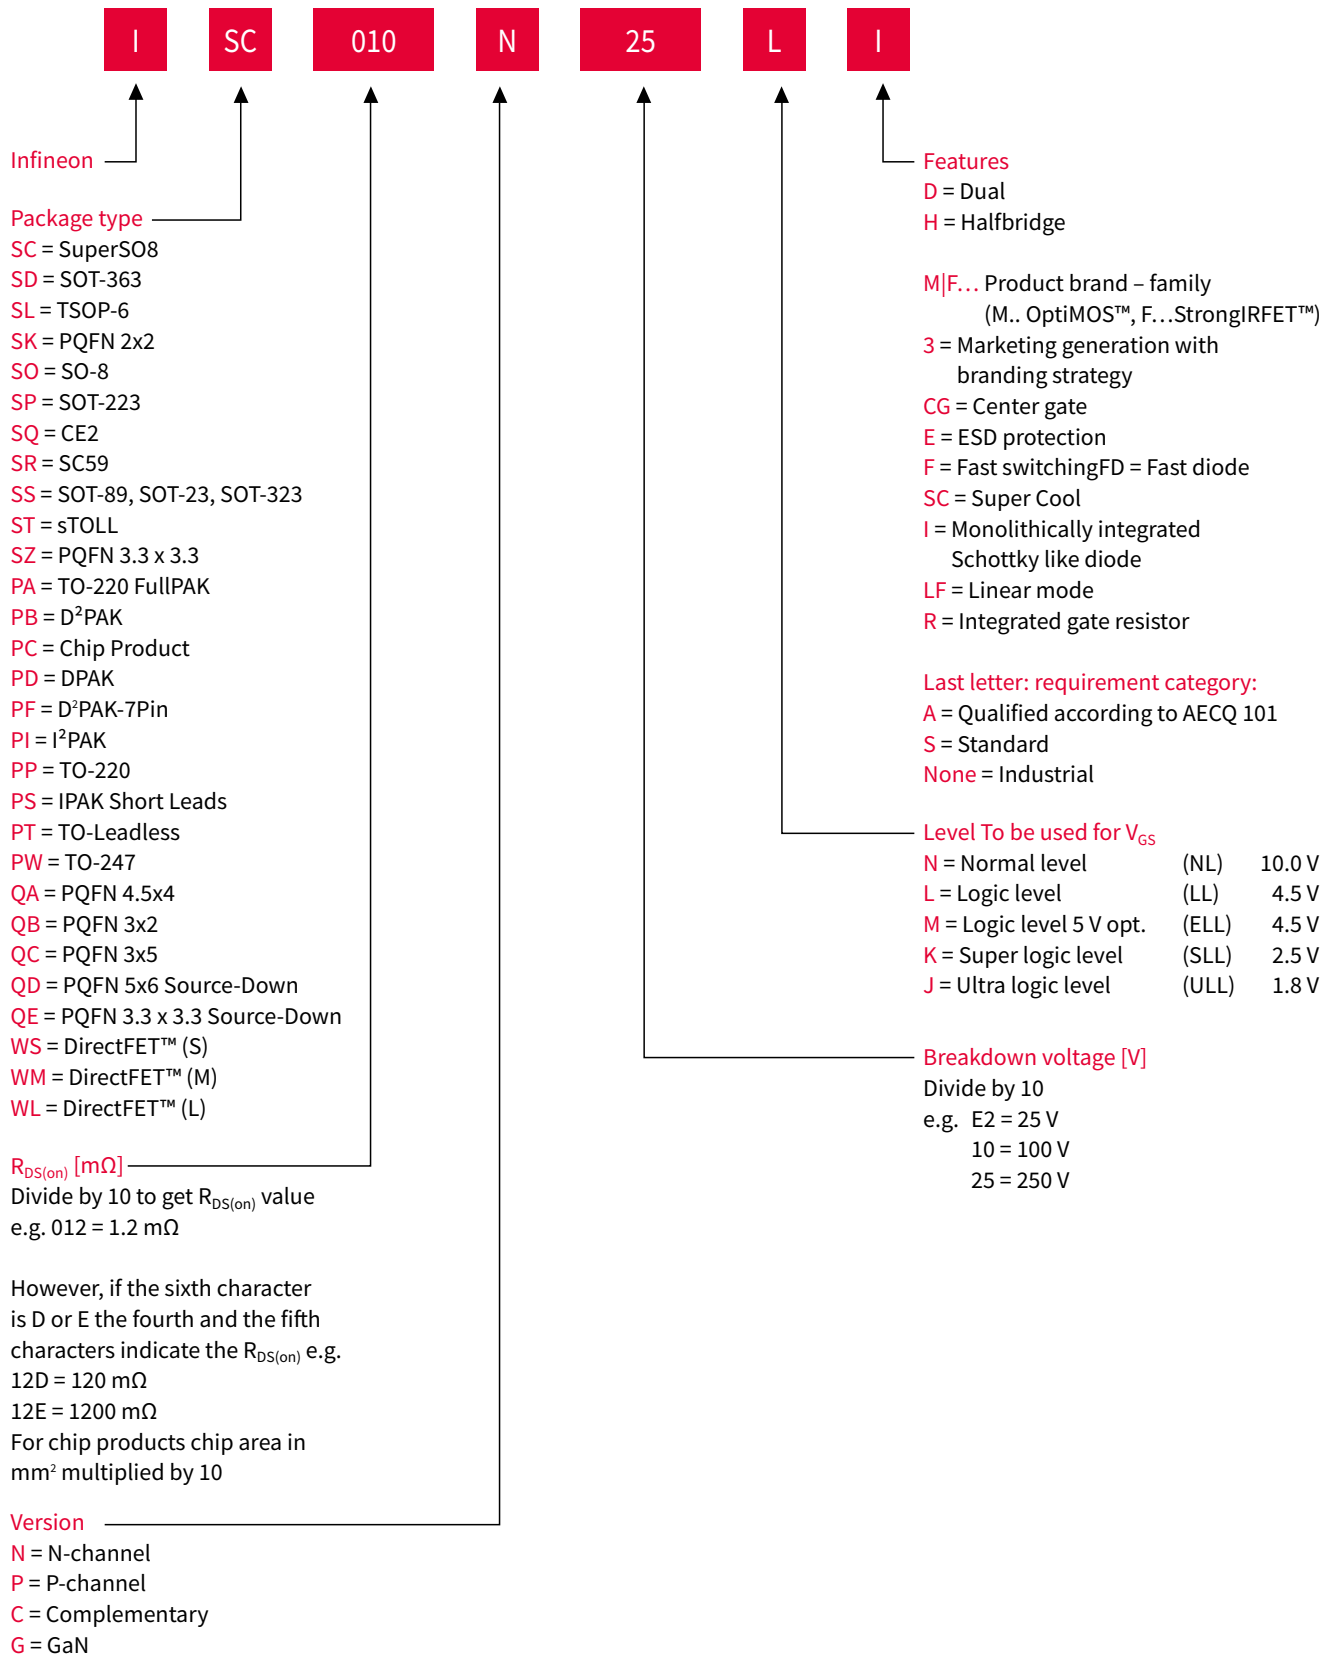 I SC 010 N 25 L I
Infineon
Package type
SC = SuperSO8
SD = SOT-363
SL = TSOP-6
SK = PQFN 2x2
SO = SO-8
SP = SOT-223
SQ = CE2
SR = SC59
SS = SOT-89, SOT-23, SOT-323
ST = sTOLL
SZ = PQFN 3.3 x 3.3
PA = TO-220 FullPAK
PB = D²PAK
PC = Chip Product
PD = DPAK
PF = D²PAK-7Pin
PI = I²PAK
PP = TO-220
PS = IPAK Short Leads
PT = TO-Leadless
PW = TO-247
QA = PQFN 4.5x4
QB = PQFN 3x2
QC = PQFN 3x5
QD = PQFN 5x6 Source-Down
QE = PQFN 3.3 x 3.3 Source-Down
WS = DirectFET™ (S)
WM = DirectFET™ (M)
WL = DirectFET™ (L)
RDS(on) [mΩ]
Divide by 10 to get RDS(on) value
e.g. 012 = 1.2 mΩ
However, if the sixth character
is D or E the fourth and the fifth
characters indicate the RDS(on) e.g.
12D = 120 mΩ
12E = 1200 mΩ
For chip products chip area in
mm² multiplied by 10
Version
N = N-channel
P = P-channel
C = Complementary
G = GaN
Features
D = Dual
H = Halfbridge
M|F… Product brand – family
(M.. OptiMOS™, F…StrongIRFET™)
3 = Marketing generation with
branding strategy
CG = Center gate
E = ESD protection
F = Fast switchingFD = Fast diode
SC = Super Cool
I = Monolithically integrated
Schottky like diode
LF = Linear mode
R = Integrated gate resistor
Last letter: requirement category:
A = Qualified according to AECQ 101
S = Standard
None = Industrial
Level To be used for VGS
N = Normal level (NL) 10.0 V
L = Logic level (LL) 4.5 V
M = Logic level 5 V opt. (ELL) 4.5 V
K = Super logic level (SLL) 2.5 V
J = Ultra logic level (ULL) 1.8 V
Breakdown voltage [V]
Divide by 10
e.g. E2 = 25 V
10 = 100 V
25 = 250 V